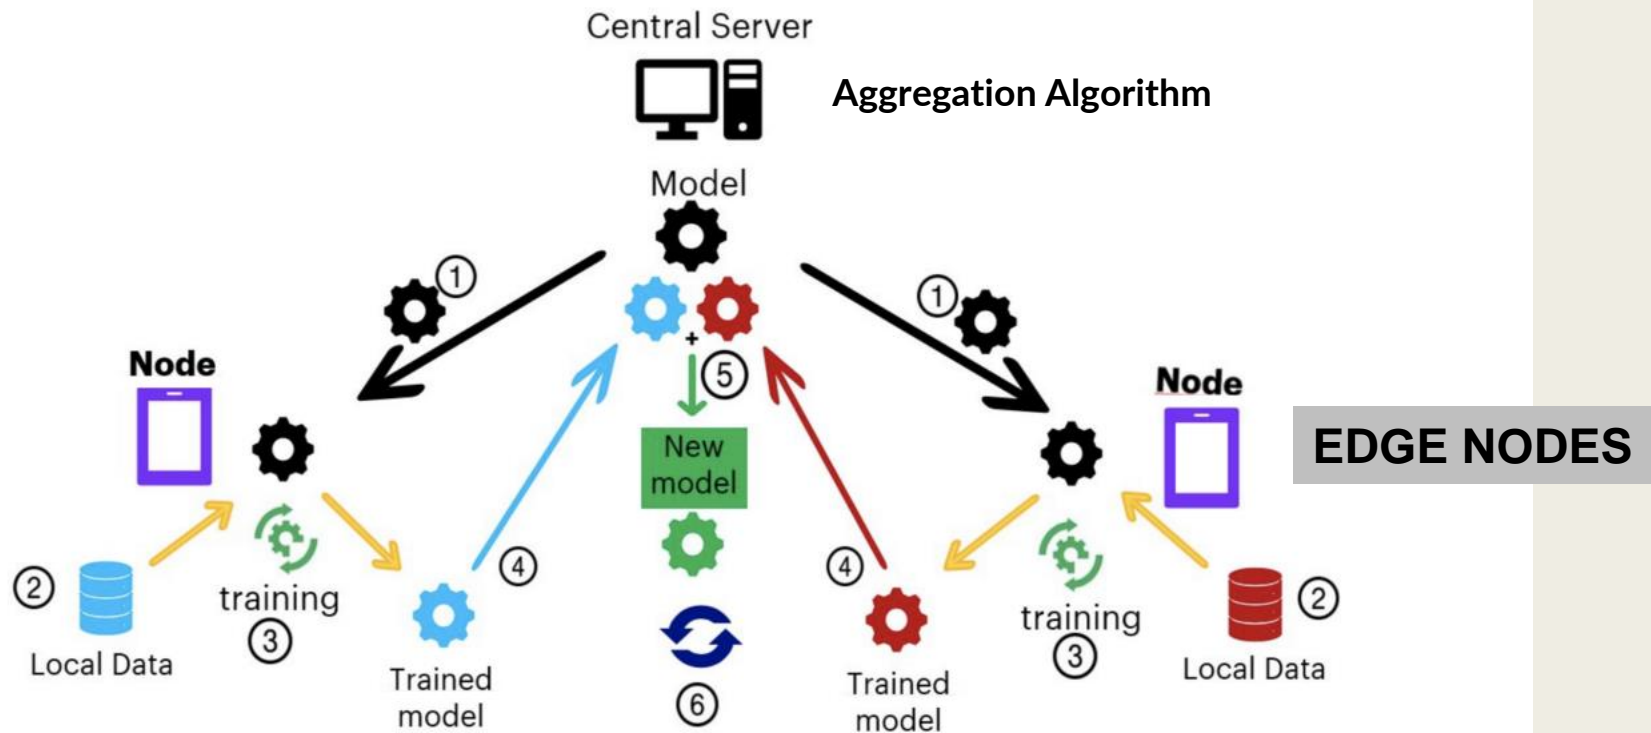 Central Server
Aggregation Algorithm
Model
1
1
Node
Node
5
EDGE NODES
New
model
2
Local Data
training
3
4
Trained
model
6
4
Trained
model
training
3
2
Local Data
+